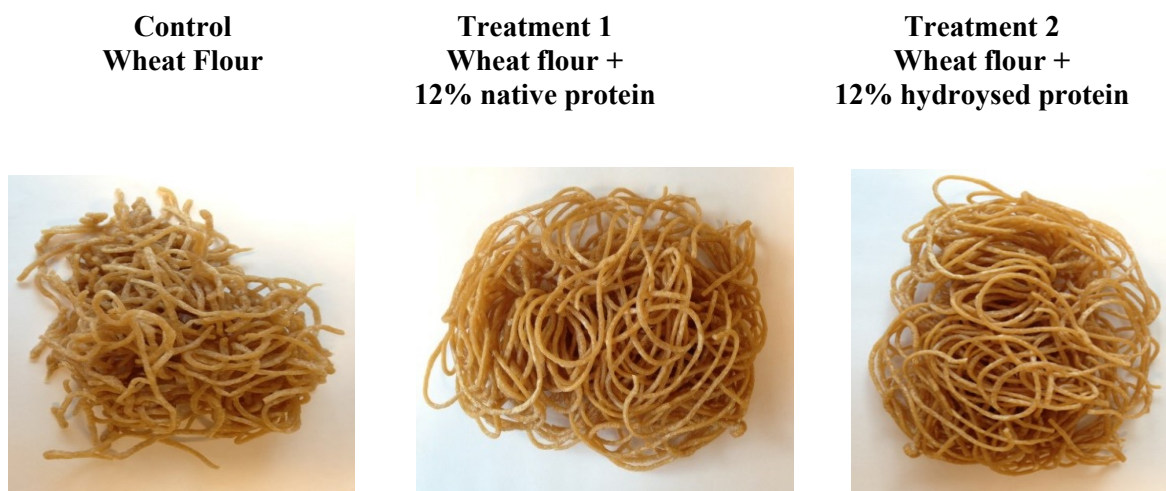 Control
Wheat Flour
Treatment 1
Wheat flour +
12% native protein
Treatment 2
Wheat flour +
12% hydroysed protein